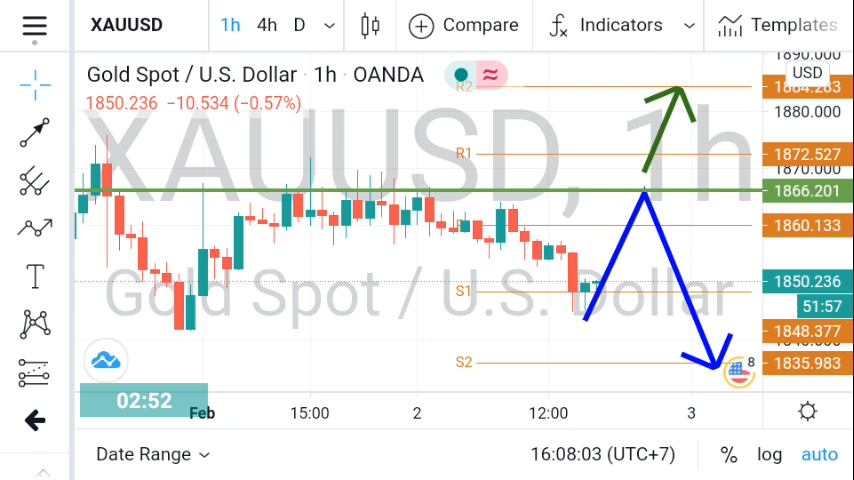 XAUUSD 1h 4h D Compare Indicators Templates
1890.000
Gold Spot / U.S. Dollar · 1h · OANDA
USD
1850.236 −10.534 (−0.57%)
R2
1884.263
1880.000
XAUUSD, 1h
R1
1872.527
1870.000
1866.201
P
1860.133
Gold Spot / U.S. Dollar
1850.236
S1
51:57
1848.377
1840.000
S2
8
1835.983
02:52
Feb 15:00 2 12:00 3
Date Range 16:08:03 (UTC+7) % log auto